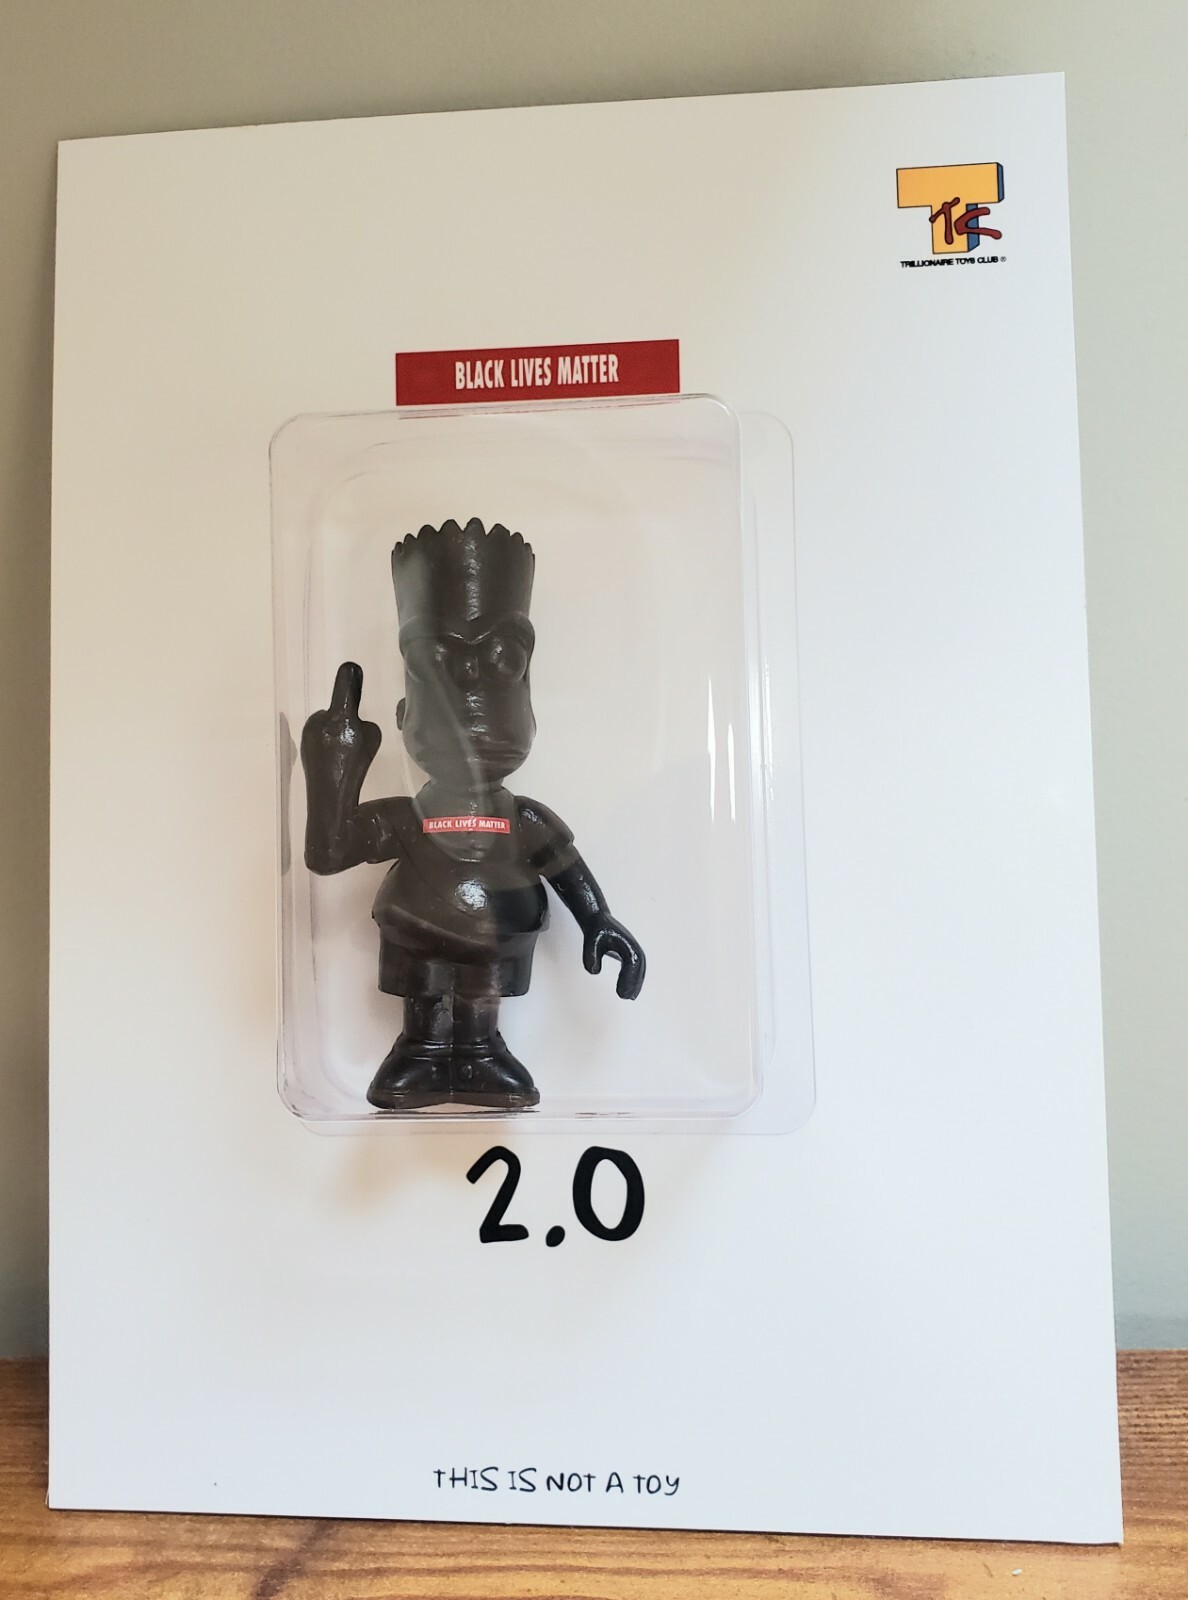 TC
TRILLIONAIRE TOYS CLUB ®
BLACK LIVES MATTER
BLACK LIVES MATTER
2.0
THIS IS NOT A TOY